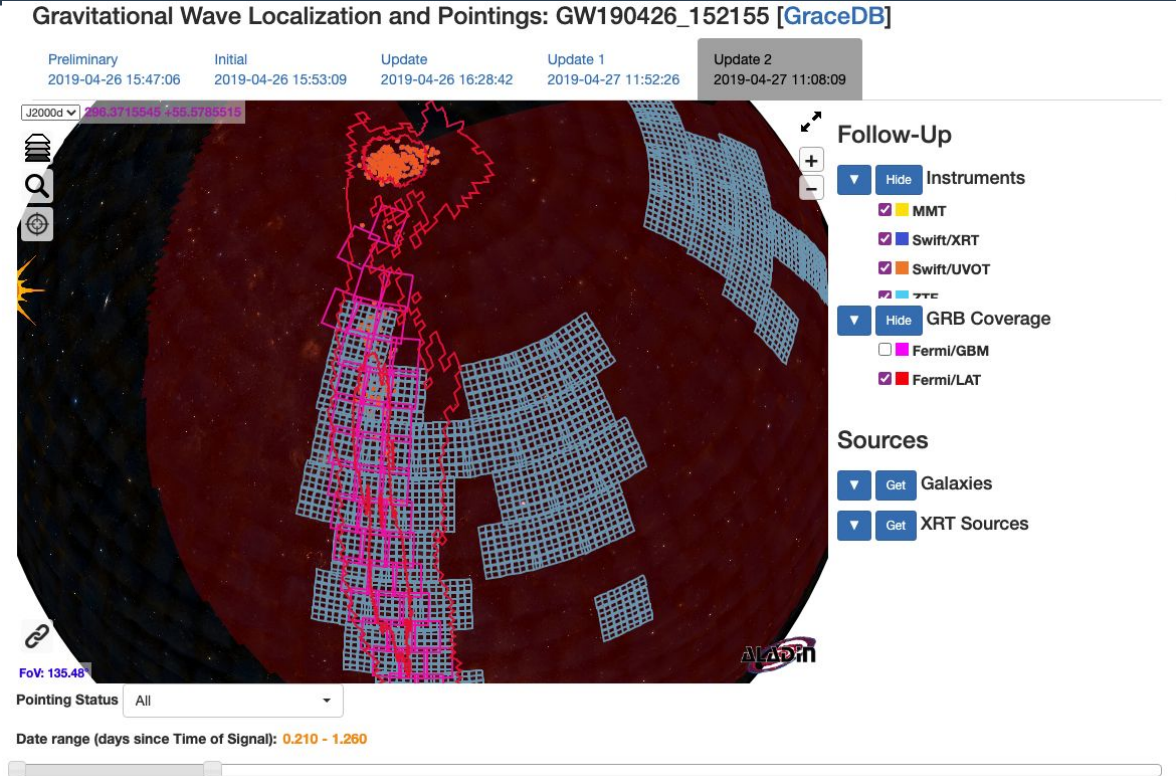 Gravitational Wave Localization and Pointings: GW190426_152155 [GraceDB]
Preliminary
2019-04-26 15:47:06
Initial
2019-04-26 15:53:09
Update
2019-04-26 16:28:42
Update 1
2019-04-27 11:52:26
Update 2
2019-04-27 11:08:09
J2000d 296.3715545 +55.5785515
Follow-Up
Hide Instruments
MMT
Swift/XRT
Swift/UVOT
ZTF
Hide GRB Coverage
Fermi/GBM
Fermi/LAT
Sources
Get Galaxies
Get XRT Sources
ALADiN
FoV: 135.48°
Pointing Status All
Date range (days since Time of Signal): 0.210 - 1.260